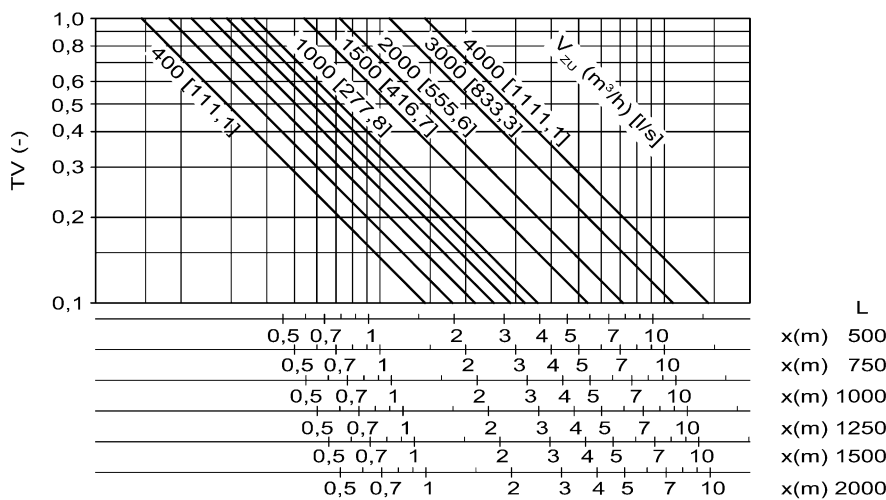 1,0
0,8
0,6
0,5
0,4
0,3
0,2
0,1
TV (-)
400 [111,1]
1000 [277,8]
1500 [416,7]
2000 [555,6]
3000 [833,3]
4000 [1111,1]
VZU (m³/h) [l/s]
L
0,5 0,7 1 2 3 4 5 7 10 x(m) 500
0,5 0,7 1 2 3 4 5 7 10 x(m) 750
0,5 0,7 1 2 3 4 5 7 10 x(m) 1000
0,5 0,7 1 2 3 4 5 7 10 x(m) 1250
0,5 0,7 1 2 3 4 5 7 10 x(m) 1500
0,5 0,7 1 2 3 4 5 7 10 x(m) 2000